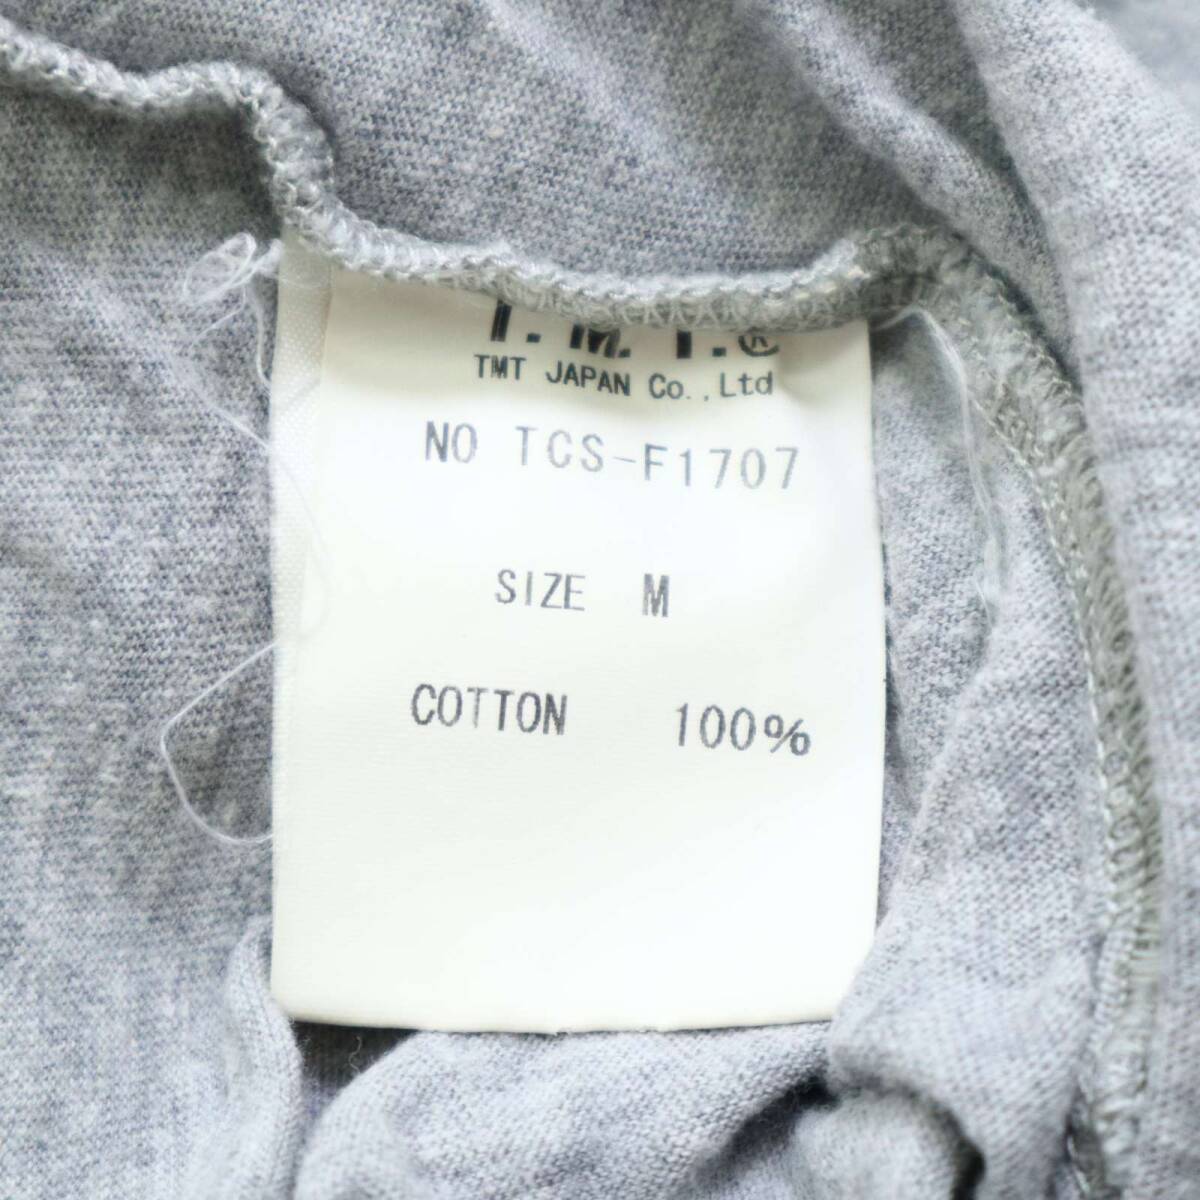 T.M.T.®
TMT JAPAN Co.,Ltd
NO TCS-F1707
SIZE M
COTTON 100%